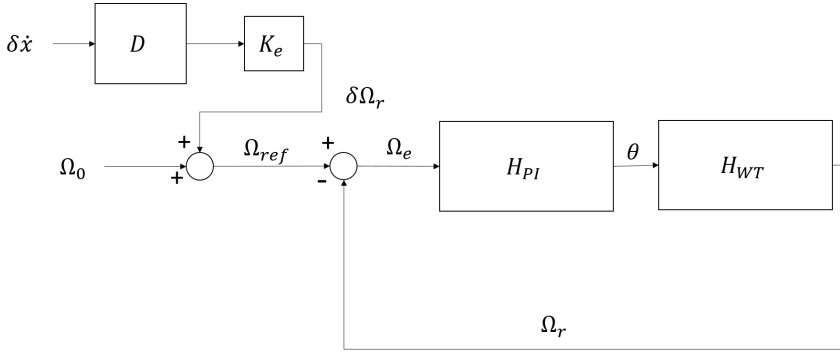 δẋ
D
K_e
δΩ_r
+
+
Ω_0
Ω_ref
+
-
Ω_e
H_PI
θ
H_WT
Ω_r